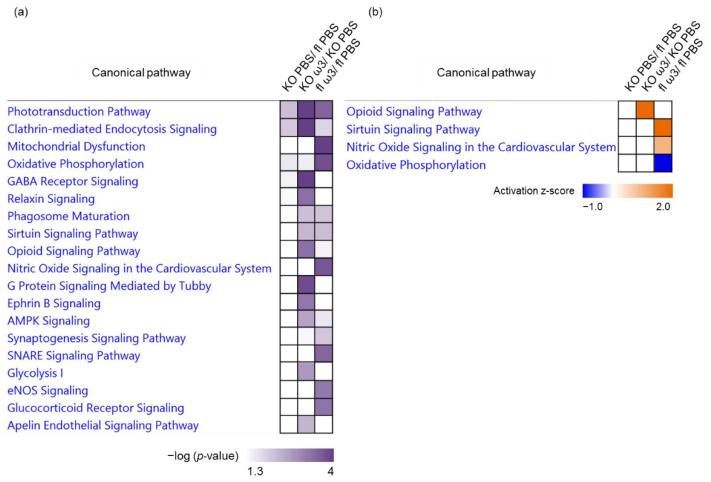 (a)
Canonical pathway
KO PBS/ fl PBS
KO ω3/ KO PBS
fl ω3/ fl PBS
Phototransduction Pathway
Clathrin-mediated Endocytosis Signaling
Mitochondrial Dysfunction
Oxidative Phosphorylation
GABA Receptor Signaling
Relaxin Signaling
Phagosome Maturation
Sirtuin Signaling Pathway
Opioid Signaling Pathway
Nitric Oxide Signaling in the Cardiovascular System
G Protein Signaling Mediated by Tubby
Ephrin B Signaling
AMPK Signaling
Synaptogenesis Signaling Pathway
SNARE Signaling Pathway
Glycolysis I
eNOS Signaling
Glucocorticoid Receptor Signaling
Apelin Endothelial Signaling Pathway
−log (p-value)
1.3 4
(b)
Canonical pathway
KO PBS/ fl PBS
KO ω3/ KO PBS
fl ω3/ fl PBS
Opioid Signaling Pathway
Sirtuin Signaling Pathway
Nitric Oxide Signaling in the Cardiovascular System
Oxidative Phosphorylation
Activation z-score
−1.0 2.0